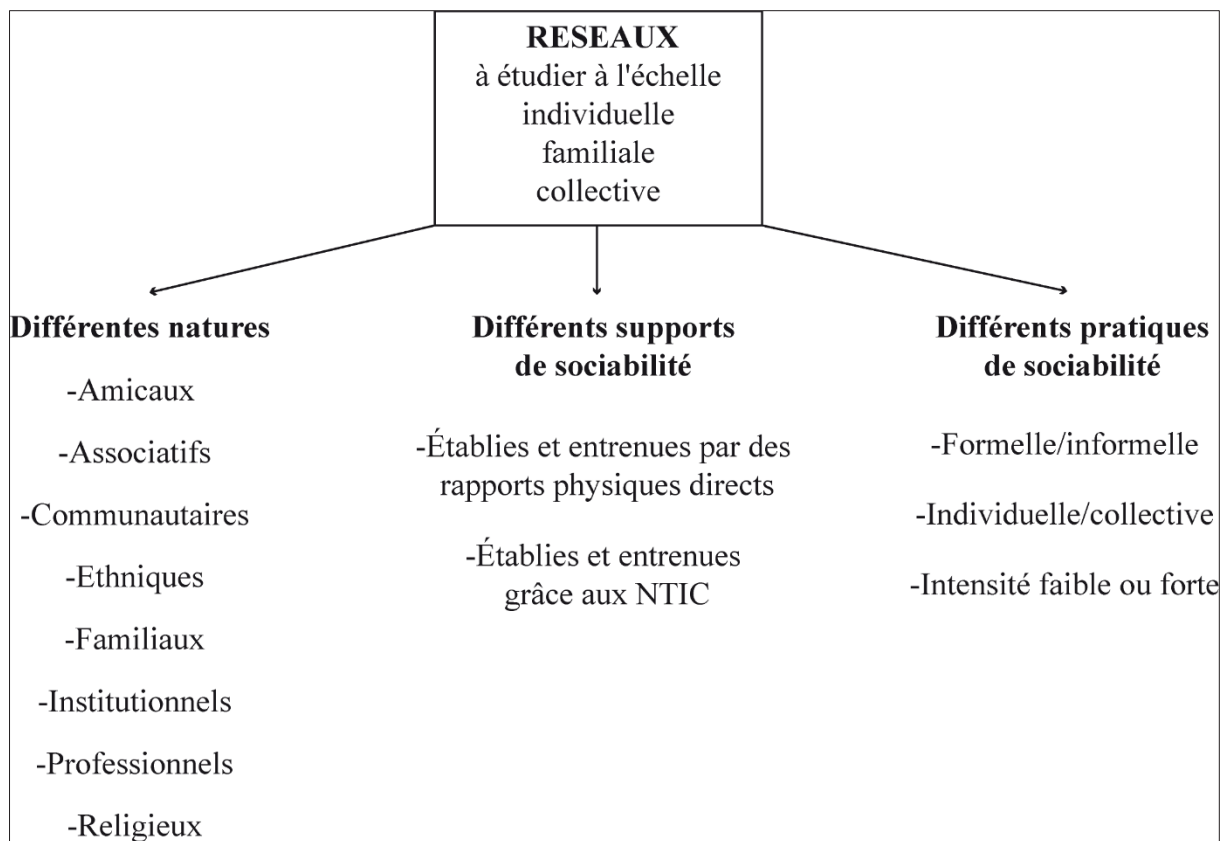 RESEAUX
à étudier à l'échelle
individuelle
familiale
collective
Différentes natures
-Amicaux
-Associatifs
-Communautaires
-Ethniques
-Familiaux
-Institutionnels
-Professionnels
-Religieux
Différents supports
de sociabilité
-Établies et entrenues par des
rapports physiques directs
-Établies et entrenues
grâce aux NTIC
Différents pratiques
de sociabilité
-Formelle/informelle
-Individuelle/collective
-Intensité faible ou forte